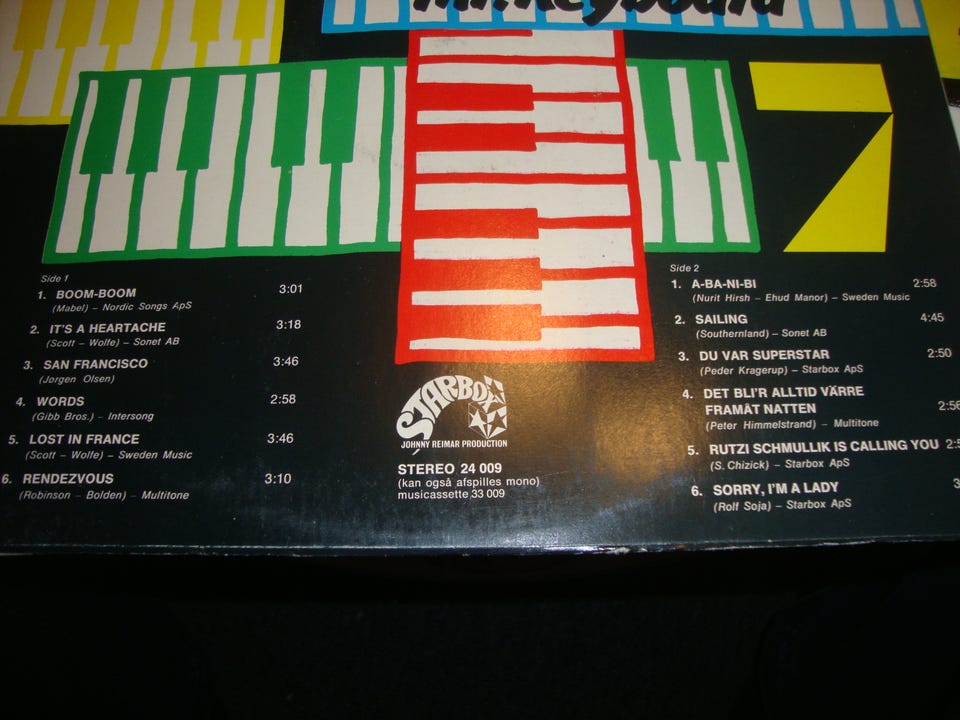 mr. keyboard
7
Side 1
1. BOOM-BOOM 3:01
(Mabel) – Nordic Songs ApS
2. IT'S A HEARTACHE 3:18
(Scott – Wolfe) – Sonet AB
3. SAN FRANCISCO 3:46
(Jørgen Olsen)
4. WORDS 2:58
(Gibb Bros.) – Intersong
5. LOST IN FRANCE 3:46
(Scott – Wolfe) – Sweden Music
6. RENDEZVOUS 3:10
(Robinson – Bolden) – Multitone
STARBOX
JOHNNY REIMAR PRODUCTION
STEREO 24 009
(kan også afspilles mono)
musicassette 33 009
Side 2
1. A-BA-NI-BI 2:58
(Nurit Hirsh – Ehud Manor) – Sweden Music
2. SAILING 4:45
(Southernland) – Sonet AB
3. DU VAR SUPERSTAR 2:50
(Peder Kragerup) – Starbox ApS
4. DET BLI'R ALLTID VÄRRE
FRAMÅT NATTEN 2:56
(Peter Himmelstrand) – Multitone
5. RUTZI SCHMULLIK IS CALLING YOU
(S. Chizick) – Starbox ApS
6. SORRY, I'M A LADY
(Rolf Soja) – Starbox ApS